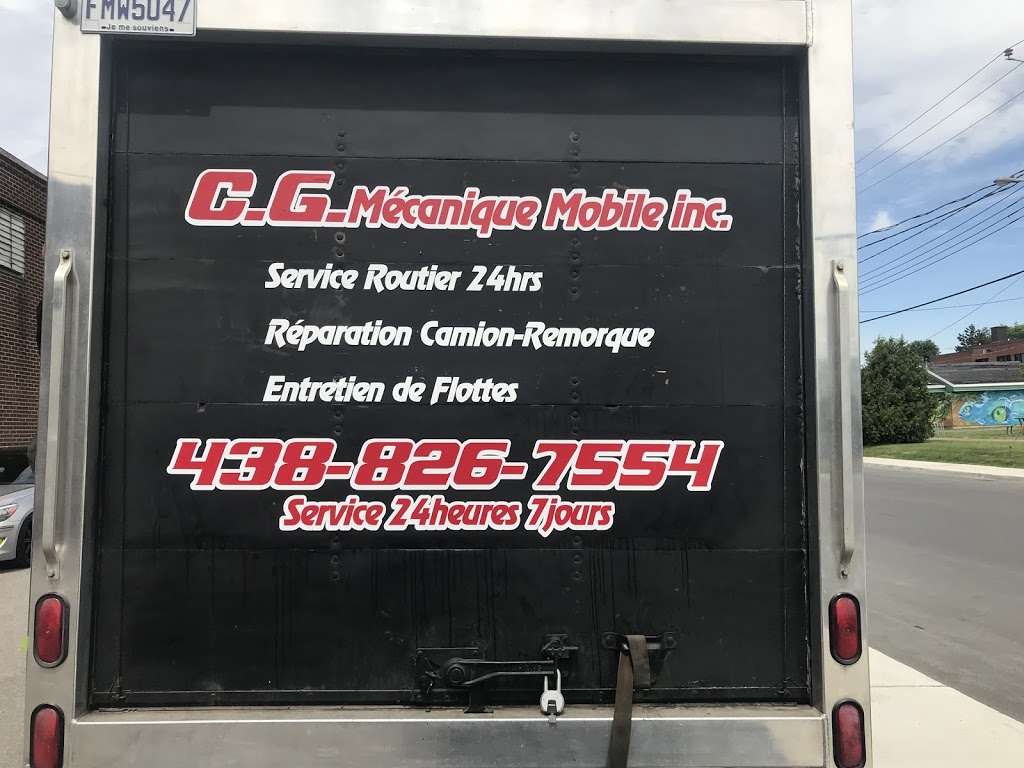 FMW5047
Je me souviens
C.G. Mécanique Mobile inc.
Service Routier 24hrs
Réparation Camion-Remorque
Entretien de Flottes
438-826-7554
Service 24heures 7jours